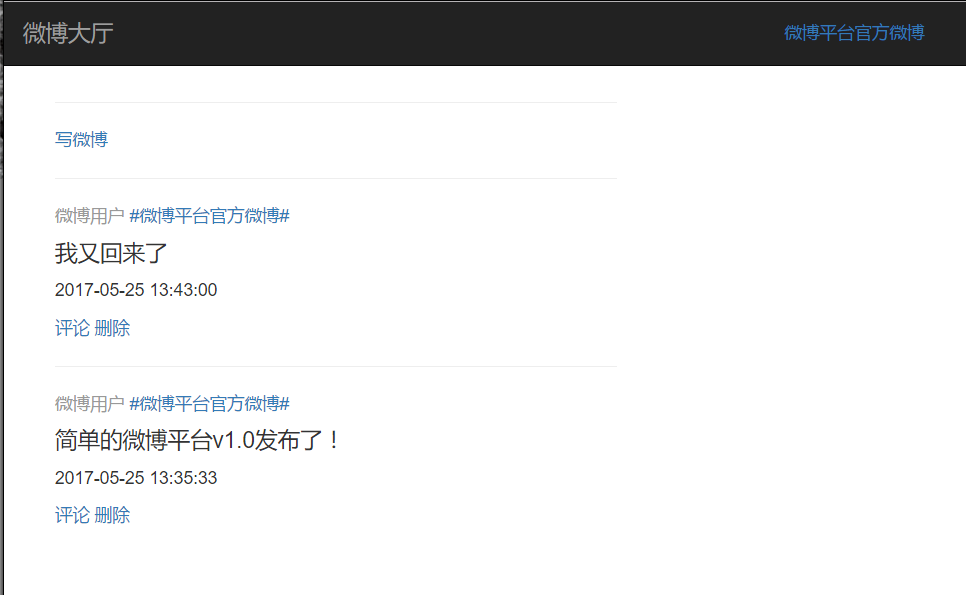 微博大厅 微博平台官方微博
写微博
微博用户 #微博平台官方微博#
我又回来了
2017-05-25 13:43:00
评论 删除
微博用户 #微博平台官方微博#
简单的微博平台v1.0发布了！
2017-05-25 13:35:33
评论 删除